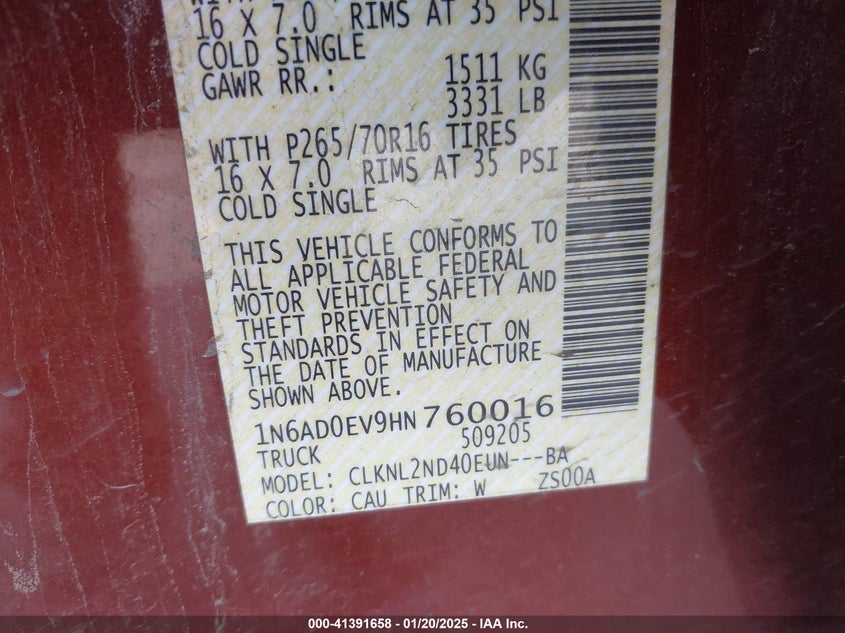 16 X 7.0 RIMS AT 35 PSI
COLD SINGLE
GAWR RR.: 1511 KG
3331 LB
WITH P265/70R16 TIRES
16 X 7.0 RIMS AT 35 PSI
COLD SINGLE
THIS VEHICLE CONFORMS TO
ALL APPLICABLE FEDERAL
MOTOR VEHICLE SAFETY AND
THEFT PREVENTION
STANDARDS IN EFFECT ON
THE DATE OF MANUFACTURE
SHOWN ABOVE.
1N6AD0EV9HN760016
TRUCK 509205
MODEL: CLKNL2ND40EUN---BA
COLOR: CAU TRIM: W ZS00A
000-41391658 - 01/20/2025 - IAA Inc.